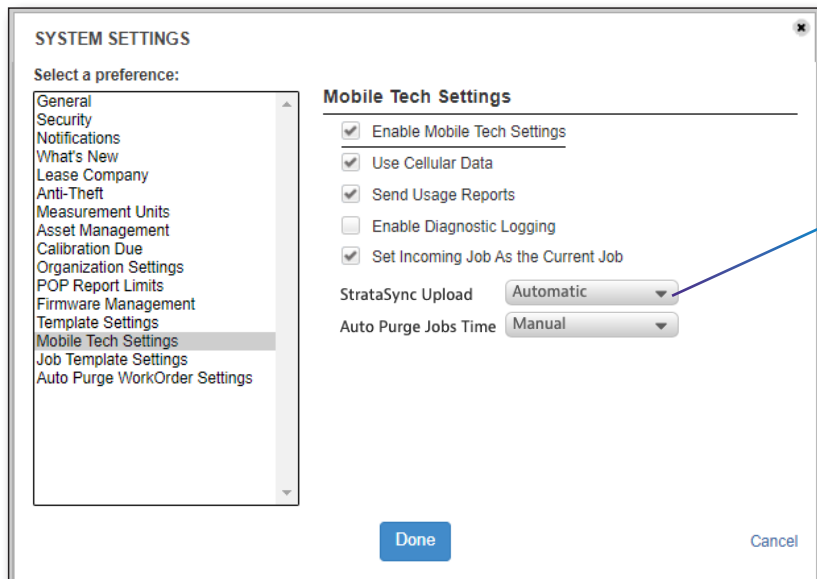 SYSTEM SETTINGS
Select a preference:
General
Security
Notifications
What's New
Lease Company
Anti-Theft
Measurement Units
Asset Management
Calibration Due
Organization Settings
POP Report Limits
Firmware Management
Template Settings
Mobile Tech Settings
Job Template Settings
Auto Purge WorkOrder Settings
Mobile Tech Settings
Enable Mobile Tech Settings
Use Cellular Data
Send Usage Reports
Enable Diagnostic Logging
Set Incoming Job As the Current Job
StrataSync Upload Automatic
Auto Purge Jobs Time Manual
Done
Cancel